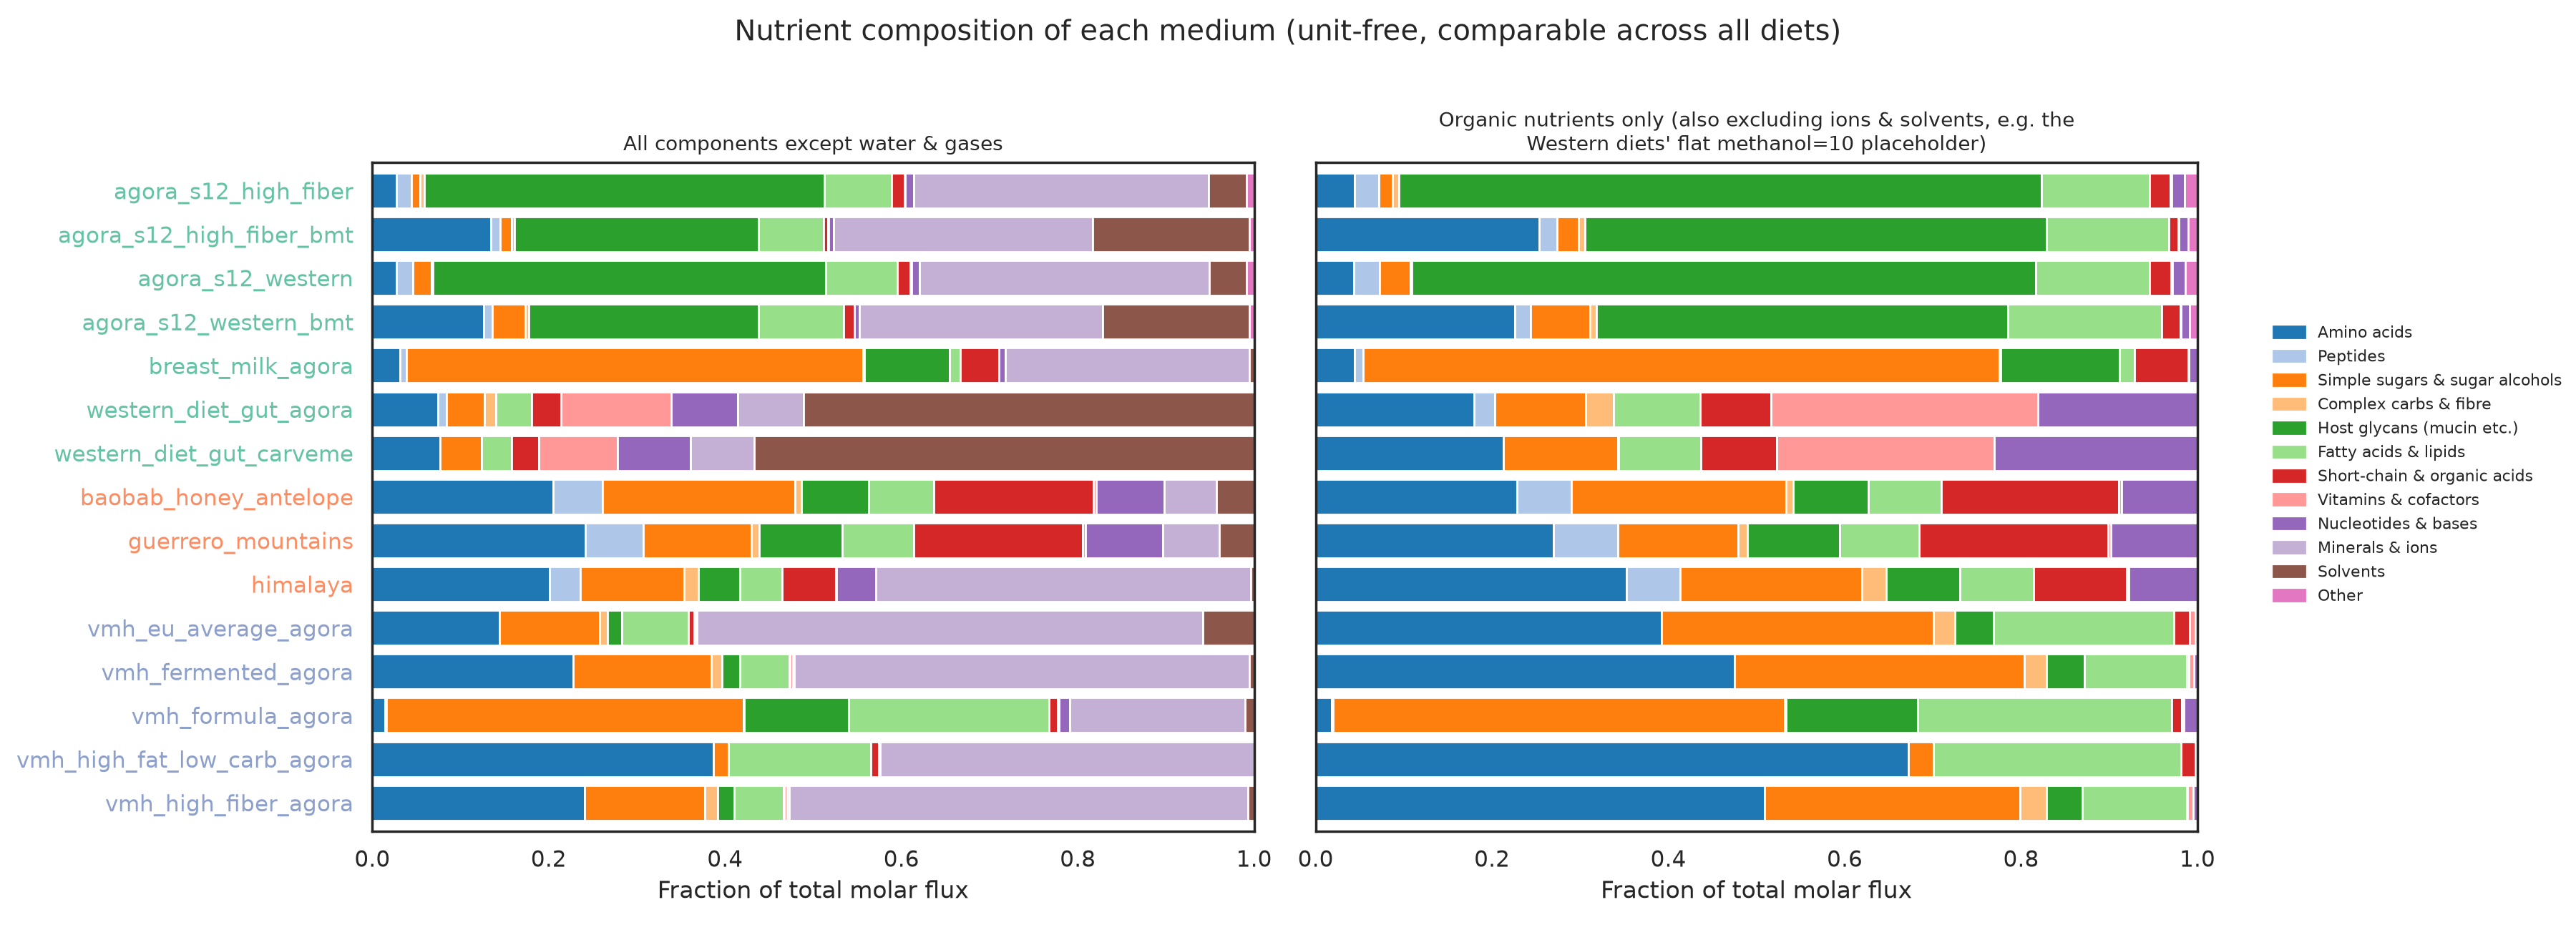 Nutrient composition of each medium (unit-free, comparable across all diets)
All components except water & gases
Organic nutrients only (also excluding ions & solvents, e.g. the
Western diets' flat methanol=10 placeholder)
agora_s12_high_fiber
agora_s12_high_fiber_bmt
agora_s12_western
agora_s12_western_bmt
breast_milk_agora
western_diet_gut_agora
western_diet_gut_carveme
baobab_honey_antelope
guerrero_mountains
himalaya
vmh_eu_average_agora
vmh_fermented_agora
vmh_formula_agora
vmh_high_fat_low_carb_agora
vmh_high_fiber_agora
0.0 0.2 0.4 0.6 0.8 1.0
Fraction of total molar flux
0.0 0.2 0.4 0.6 0.8 1.0
Fraction of total molar flux
Amino acids
Peptides
Simple sugars & sugar alcohols
Complex carbs & fibre
Host glycans (mucin etc.)
Fatty acids & lipids
Short-chain & organic acids
Vitamins & cofactors
Nucleotides & bases
Minerals & ions
Solvents
Other